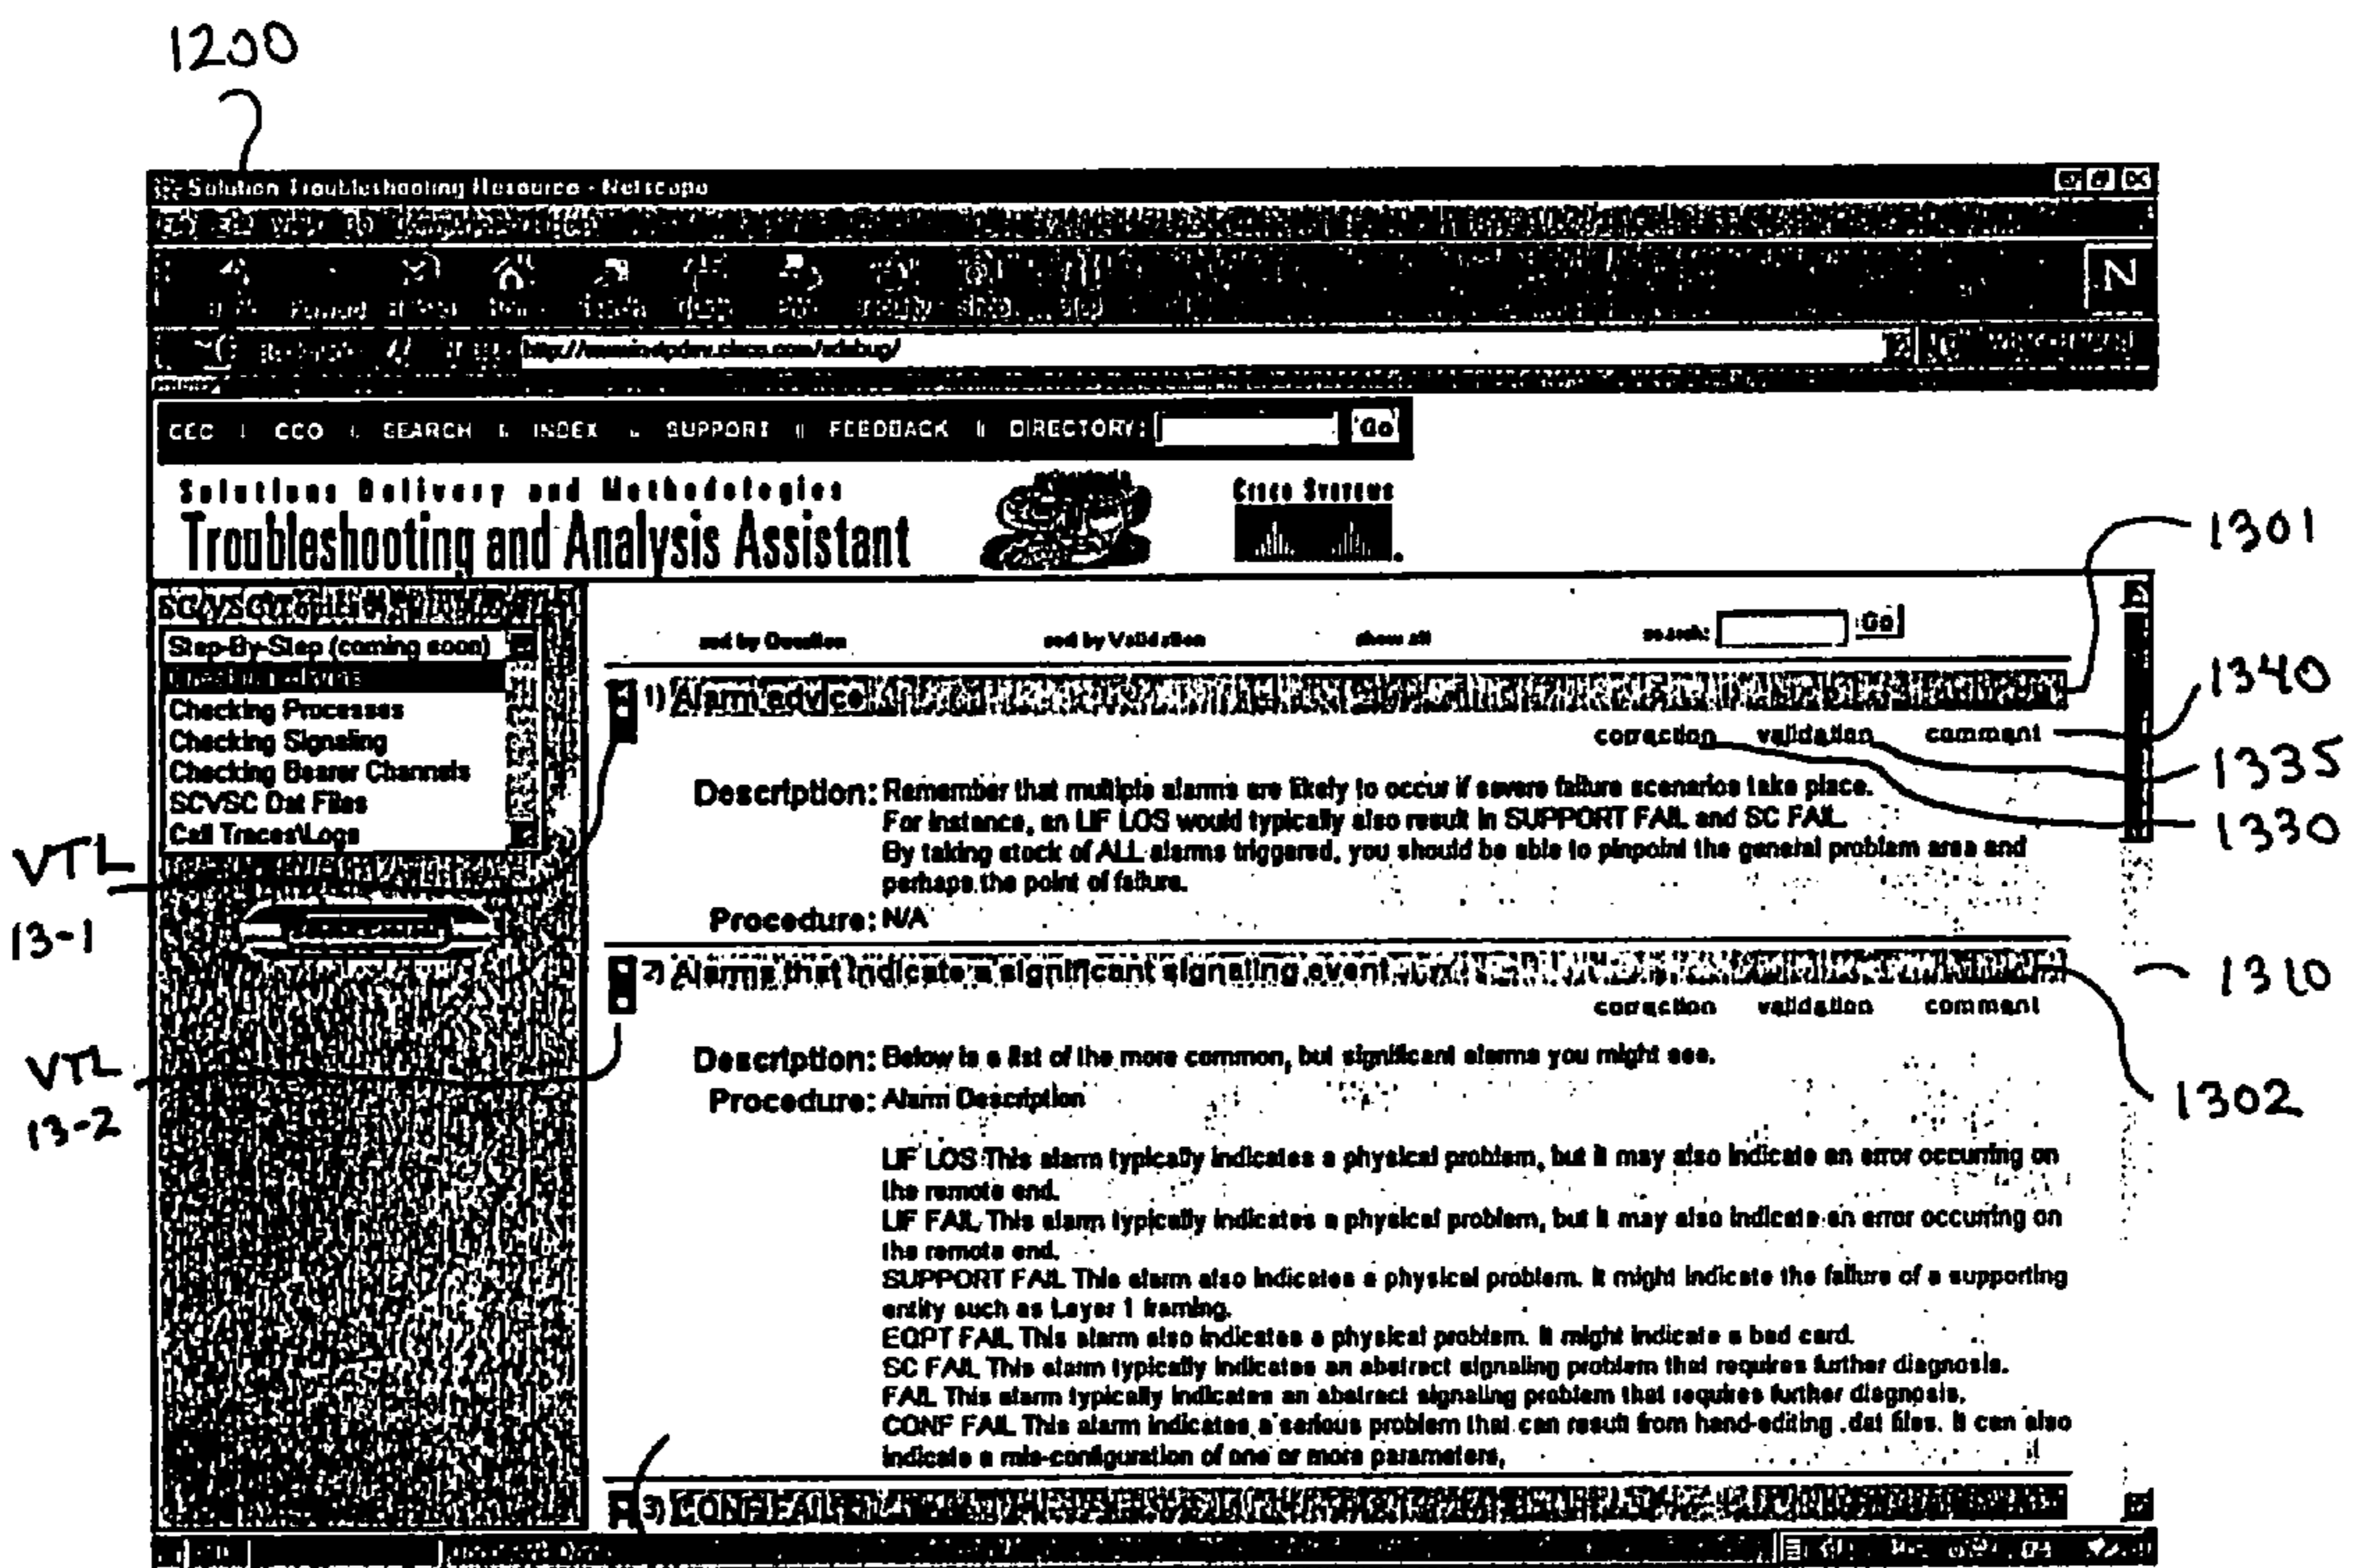 1200
Solution Troubleshooting Resource - Netscape
N
CEC | CCO | SEARCH | INDEX | SUPPORT | FEEDBACK | DIRECTORY: Go
Solutions Delivery and Methodologies
Troubleshooting and Analysis Assistant
CISCO SYSTEMS
1301
sort by Question sort by Validation show all search: Go
Step-By-Step (coming soon)
Checking Processes
Checking Signaling
Checking Bearer Channels
SC/VSC Dat Files
Call Traces\Logs
1) Alarm advice
1340
correction validation comment
1335
1330
Description: Remember that multiple alarms are likely to occur if severe failure scenarios take place.
For instance, an LIF LOS would typically also result in SUPPORT FAIL and SC FAIL.
By taking stock of ALL alarms triggered, you should be able to pinpoint the general problem area and
perhaps the point of failure.
Procedure: N/A
VTL
13-1
2) Alarms that indicate a significant signaling event
1310
correction validation comment
Description: Below is a list of the more common, but significant alarms you might see.
Procedure: Alarm Description
VTL
13-2
1302
LIF LOS This alarm typically indicates a physical problem, but it may also indicate an error occurring on
the remote end.
LIF FAIL This alarm typically indicates a physical problem, but it may also indicate an error occurring on
the remote end.
SUPPORT FAIL This alarm also indicates a physical problem. It might indicate the failure of a supporting
entity such as Layer 1 framing.
EQPT FAIL This alarm also indicates a physical problem. It might indicate a bad card.
SC FAIL This alarm typically indicates an abstract signaling problem that requires further diagnosis.
FAIL This alarm typically indicates an abstract signaling problem that requires further diagnosis.
CONF FAIL This alarm indicates a serious problem that can result from hand-editing .dat files. It can also
indicate a mis-configuration of one or more parameters.
3) CONF FAIL